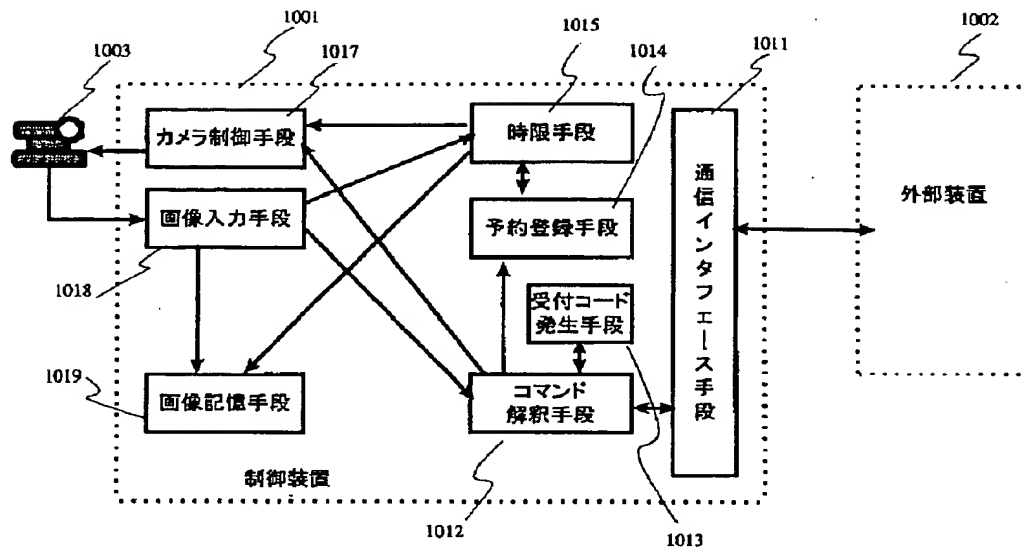 1001
1017
1015
1014
1011
1002
1003
カメラ制御手段
時限手段
画像入力手段
予約登録手段
通信インタフェース手段
外部装置
1018
受付コード
発生手段
1019
画像記憶手段
コマンド
解釈手段
制御装置
1012
1013